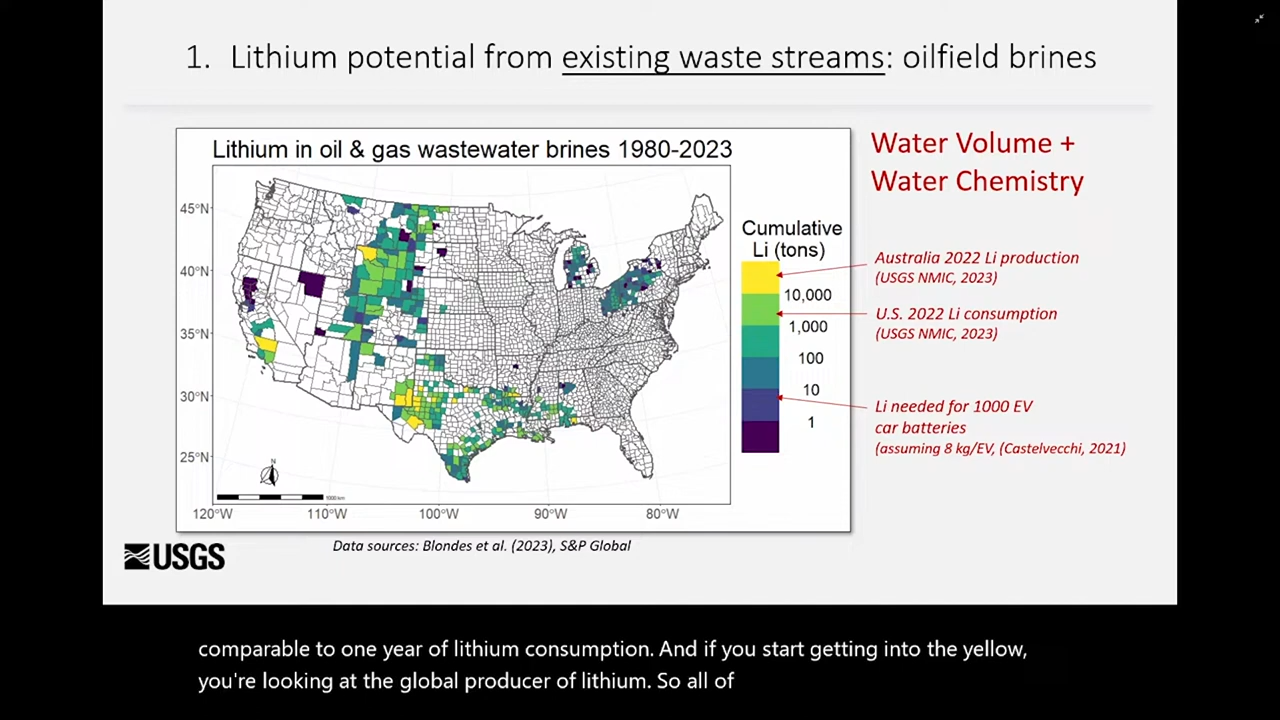 1. Lithium potential from existing waste streams: oilfield brines
Lithium in oil & gas wastewater brines 1980-2023
45°N
40°N
35°N
30°N
25°N
120°W
110°W
100°W
90°W
80°W
N
1000 km
Cumulative
Li (tons)
10,000
1,000
100
10
1
Water Volume +
Water Chemistry
Australia 2022 Li production
(USGS NMIC, 2023)
U.S. 2022 Li consumption
(USGS NMIC, 2023)
Li needed for 1000 EV
car batteries
(assuming 8 kg/EV, (Castelvecchi, 2021)
Data sources: Blondes et al. (2023), S&P Global
USGS
comparable to one year of lithium consumption. And if you start getting into the yellow,
you're looking at the global producer of lithium. So all of